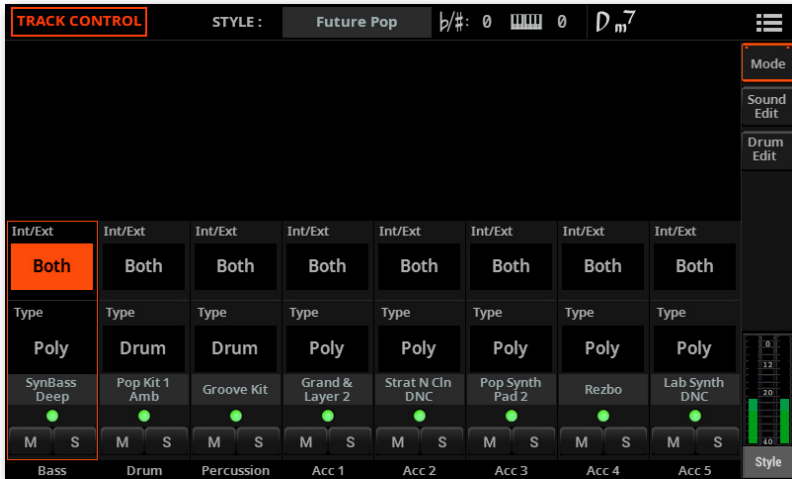 TRACK CONTROL STYLE : Future Pop ♭/#: 0 0 Dm7
Mode
Sound
Edit
Drum
Edit
Int/Ext Int/Ext Int/Ext Int/Ext Int/Ext Int/Ext Int/Ext Int/Ext
Both Both Both Both Both Both Both Both
Type Type Type Type Type Type Type Type
Poly Drum Drum Poly Poly Poly Poly Poly
SynBass
Deep
Pop Kit 1
Amb
Groove Kit
Grand &
Layer 2
Strat N Cln
DNC
Pop Synth
Pad 2
Rezbo
Lab Synth
DNC
M S M S M S M S M S M S M S M S
Bass Drum Percussion Acc 1 Acc 2 Acc 3 Acc 4 Acc 5
0
12
20
40
Style